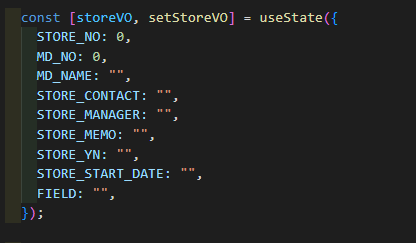 const [storeVO, setStoreVO] = useState({
STORE_NO: 0,
MD_NO: 0,
MD_NAME: "",
STORE_CONTACT: "",
STORE_MANAGER: "",
STORE_MEMO: "",
STORE_YN: "",
STORE_START_DATE: "",
FIELD: "",
});